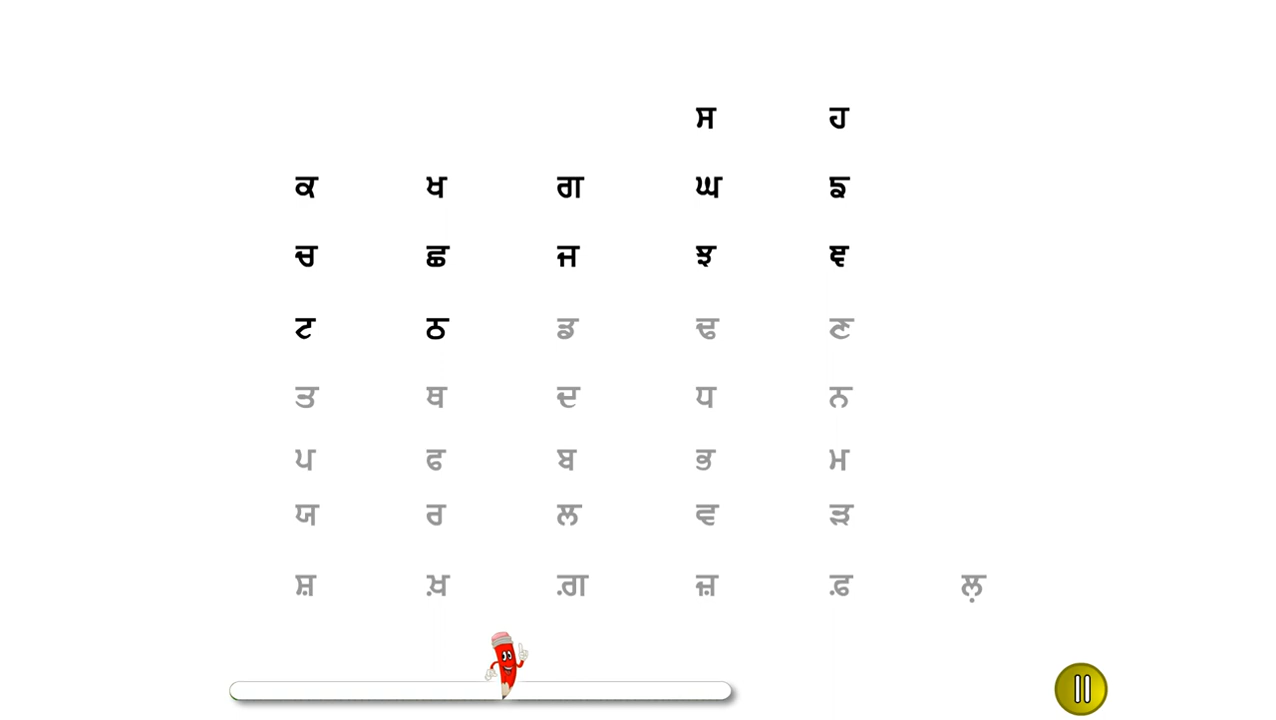 ਸ ਹ
ਕ ਖ ਗ ਘ ਙ
ਚ ਛ ਜ ਝ ਞ
ਟ ਠ ਡ ਢ ਣ
ਤ ਥ ਦ ਧ ਨ
ਪ ਫ ਬ ਭ ਮ
ਯ ਰ ਲ ਵ ੜ
ਸ਼ ਖ਼ ਗ਼ ਜ਼ ਫ਼ ਲ਼